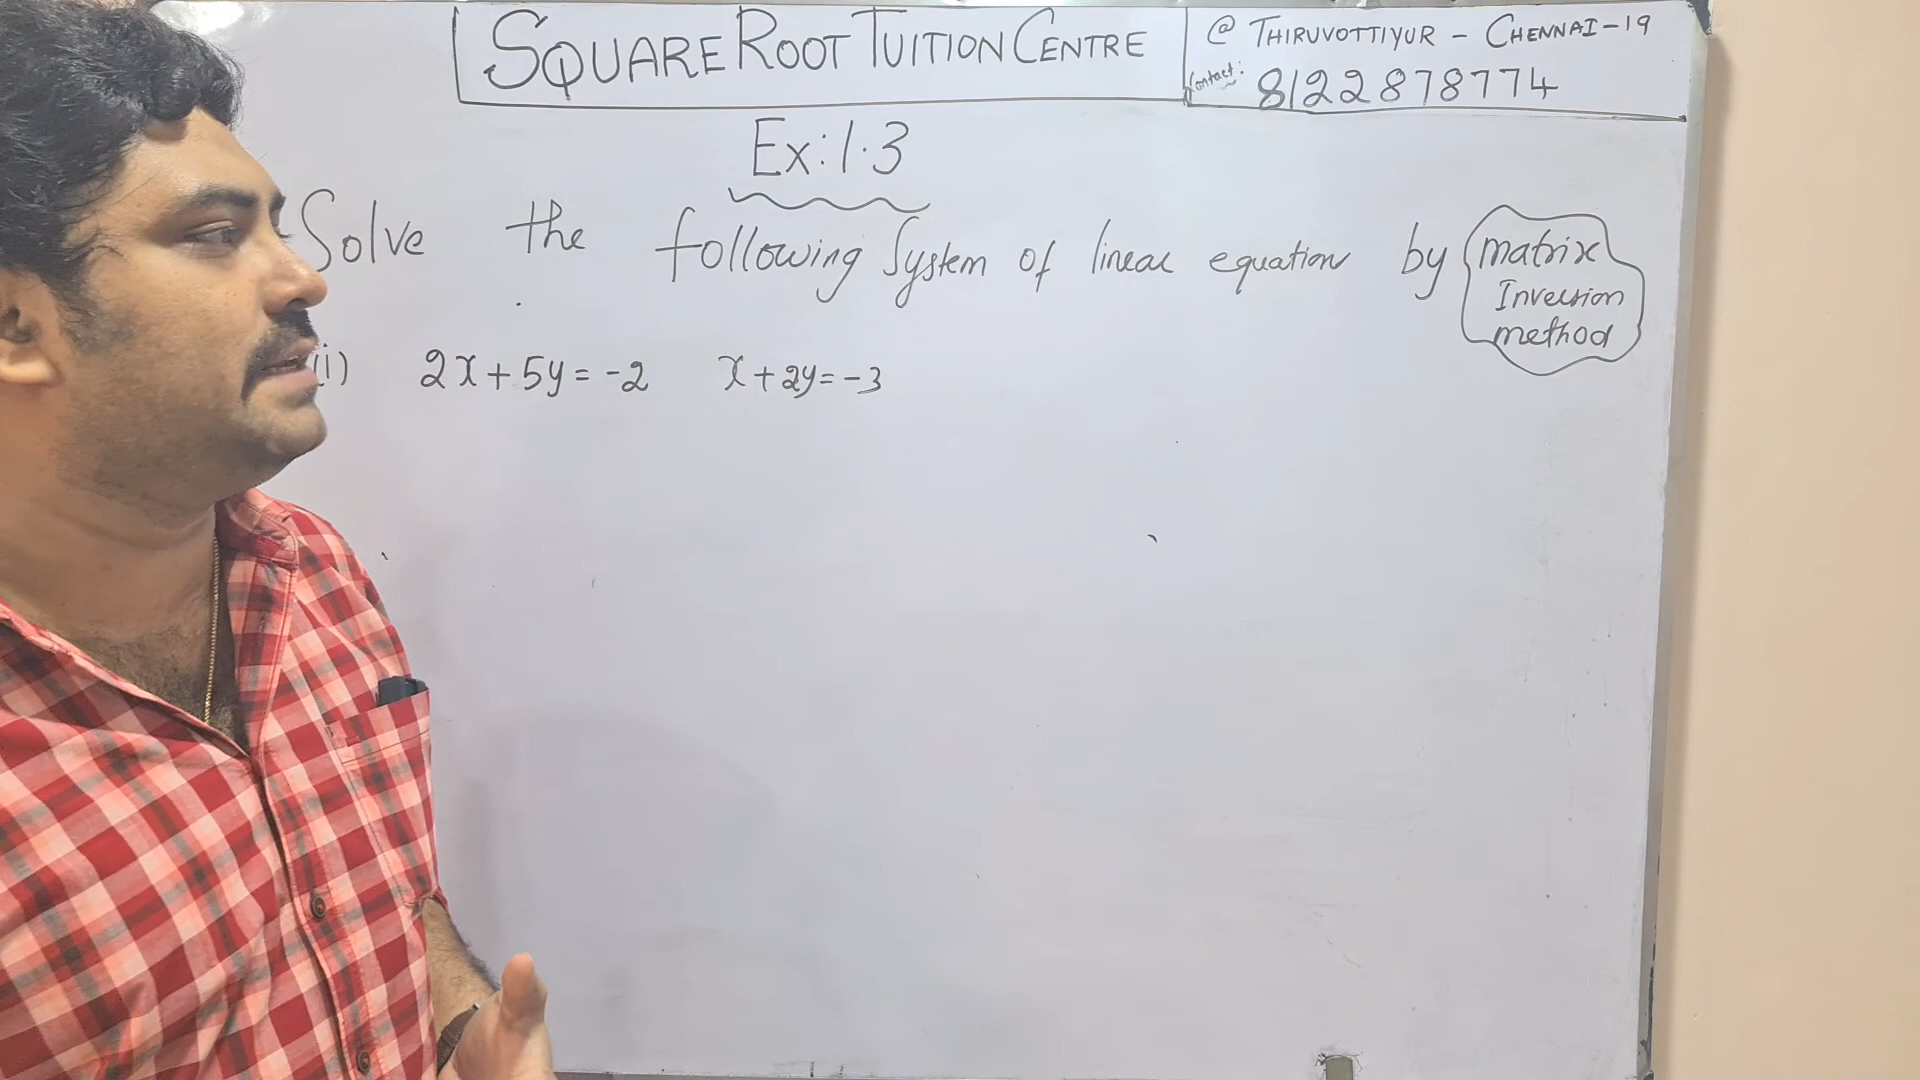 SQUARE ROOT TUITION CENTRE
@ THIRUVOTTIYUR - CHENNAI-19
Contact: 8122878774
Ex: 1.3
Solve the following System of linear equation by matrix
Inversion
method
(i) 2x+5y=-2 x+2y=-3